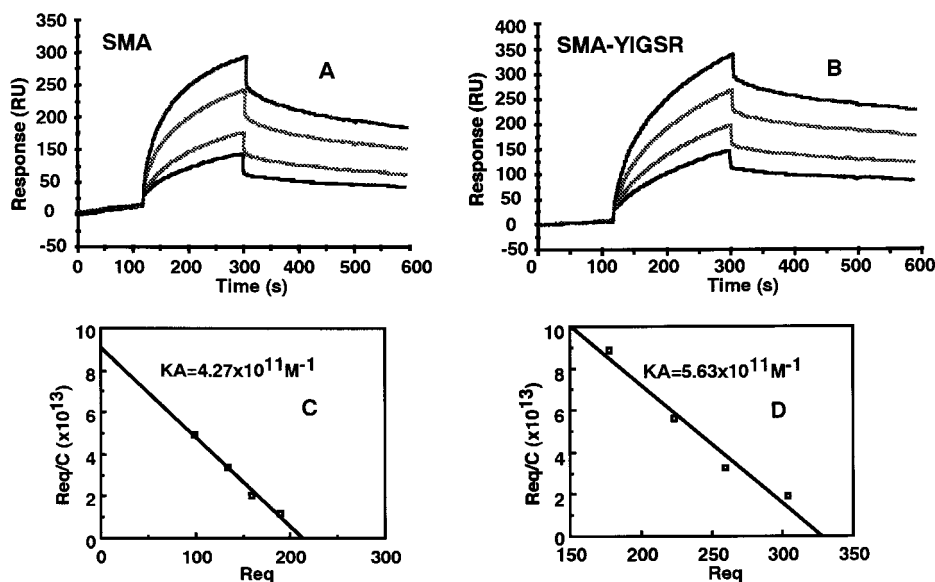 SMA
A
Response (RU)
350
300
250
200
150
100
50
0
-50
0 100 200 300 400 500 600
Time (s)
SMA-YIGSR
B
Response (RU)
400
350
300
250
200
150
100
50
0
-50
0 100 200 300 400 500 600
Time (s)
KA=4.27x10¹¹M⁻¹
C
Req/C (x10¹³)
10
8
6
4
2
0
0 100 200 300
Req
KA=5.63x10¹¹M⁻¹
D
Req/C (x10¹³)
10
8
6
4
2
0
150 200 250 300 350
Req